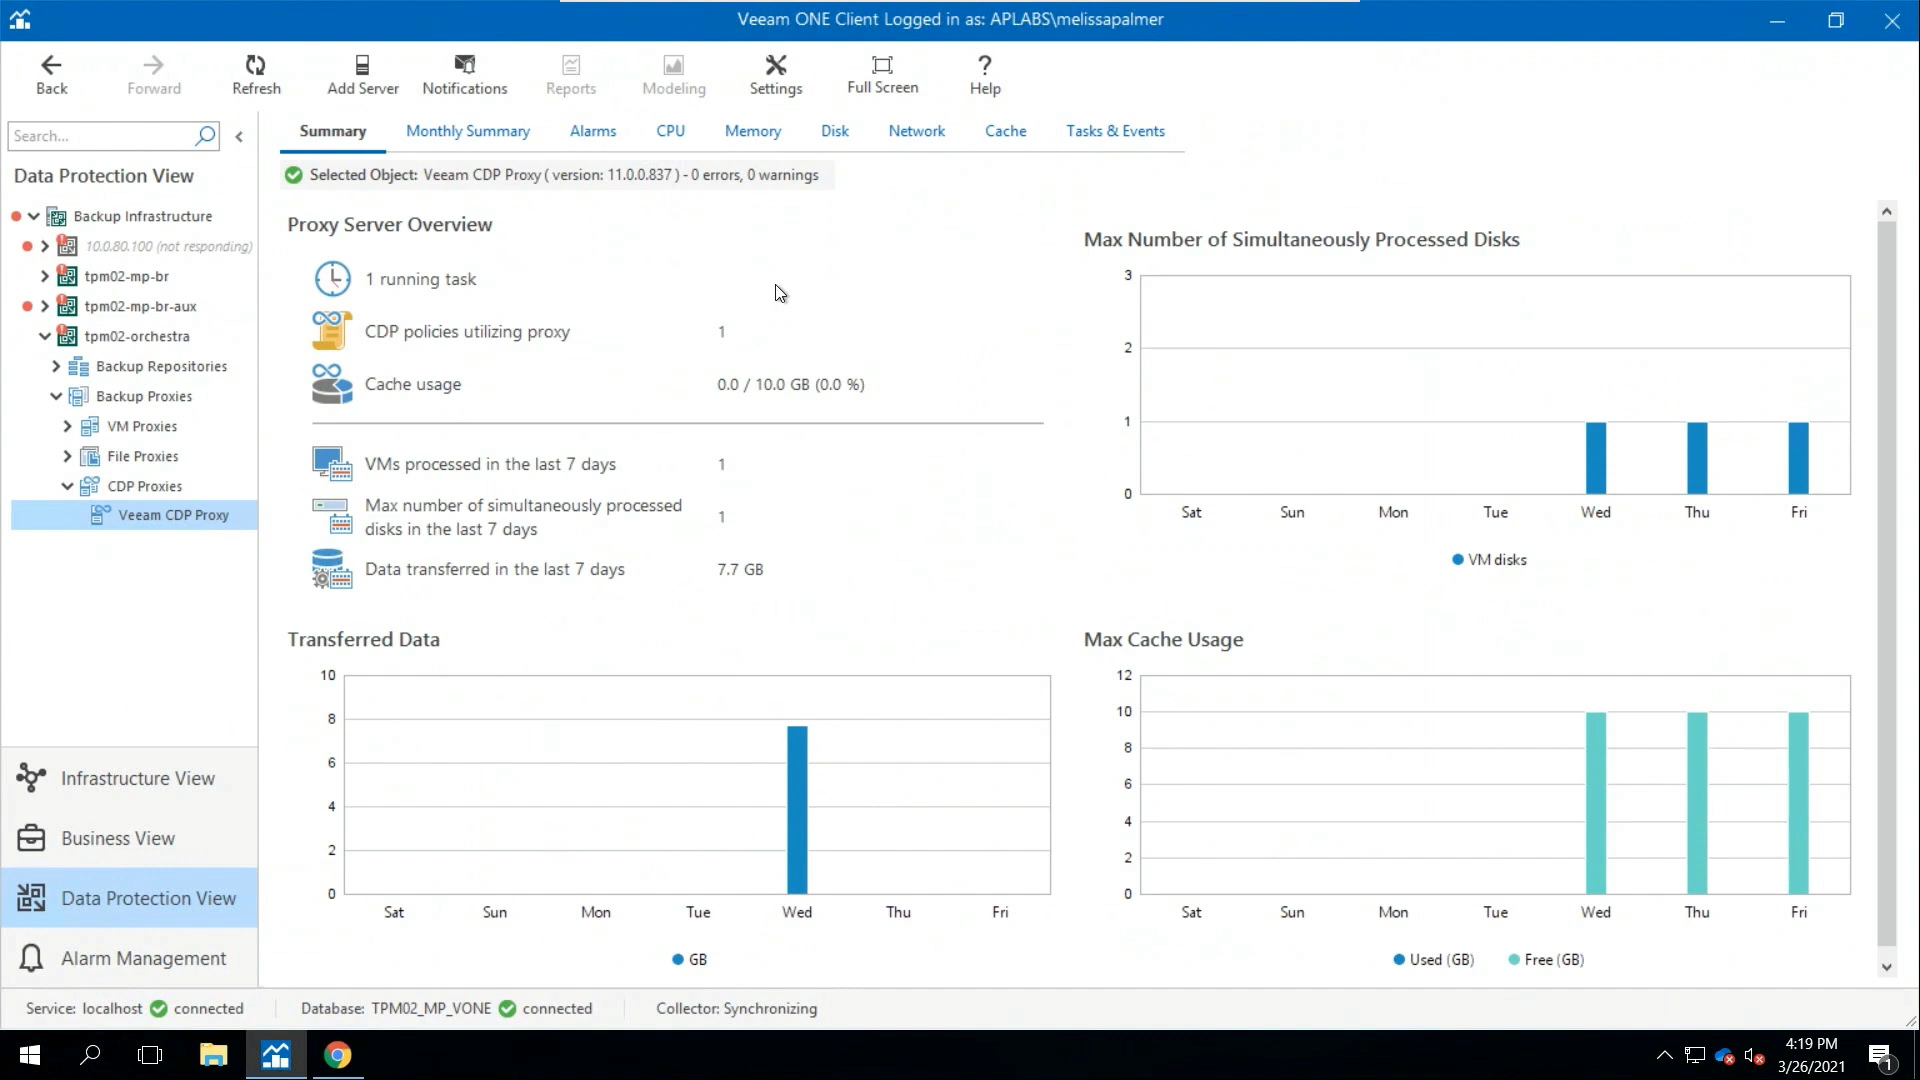 Veeam ONE Client Logged in as: APLABS\melissapalmer
Back
Forward
Refresh
Add Server
Notifications
Reports
Modeling
Settings
Full Screen
Help
Search...
Summary
Monthly Summary
Alarms
CPU
Memory
Disk
Network
Cache
Tasks & Events
Selected Object: Veeam CDP Proxy ( version: 11.0.0.837 ) - 0 errors, 0 warnings
Data Protection View
Backup Infrastructure
10.0.80.100 (not responding)
tpm02-mp-br
tpm02-mp-br-aux
tpm02-orchestra
Backup Repositories
Backup Proxies
VM Proxies
File Proxies
CDP Proxies
Veeam CDP Proxy
Infrastructure View
Business View
Data Protection View
Alarm Management
Proxy Server Overview
1 running task
CDP policies utilizing proxy 1
Cache usage 0.0 / 10.0 GB (0.0 %)
VMs processed in the last 7 days 1
Max number of simultaneously processed
disks in the last 7 days 1
Data transferred in the last 7 days 7.7 GB
Max Number of Simultaneously Processed Disks
3
2
1
0
Sat Sun Mon Tue Wed Thu Fri
VM disks
Transferred Data
10
8
6
4
2
0
Sat Sun Mon Tue Wed Thu Fri
GB
Max Cache Usage
12
10
8
6
4
2
0
Sat Sun Mon Tue Wed Thu Fri
Used (GB) Free (GB)
Service: localhost connected
Database: TPM02_MP_VONE connected
Collector: Synchronizing
4:19 PM
3/26/2021
1